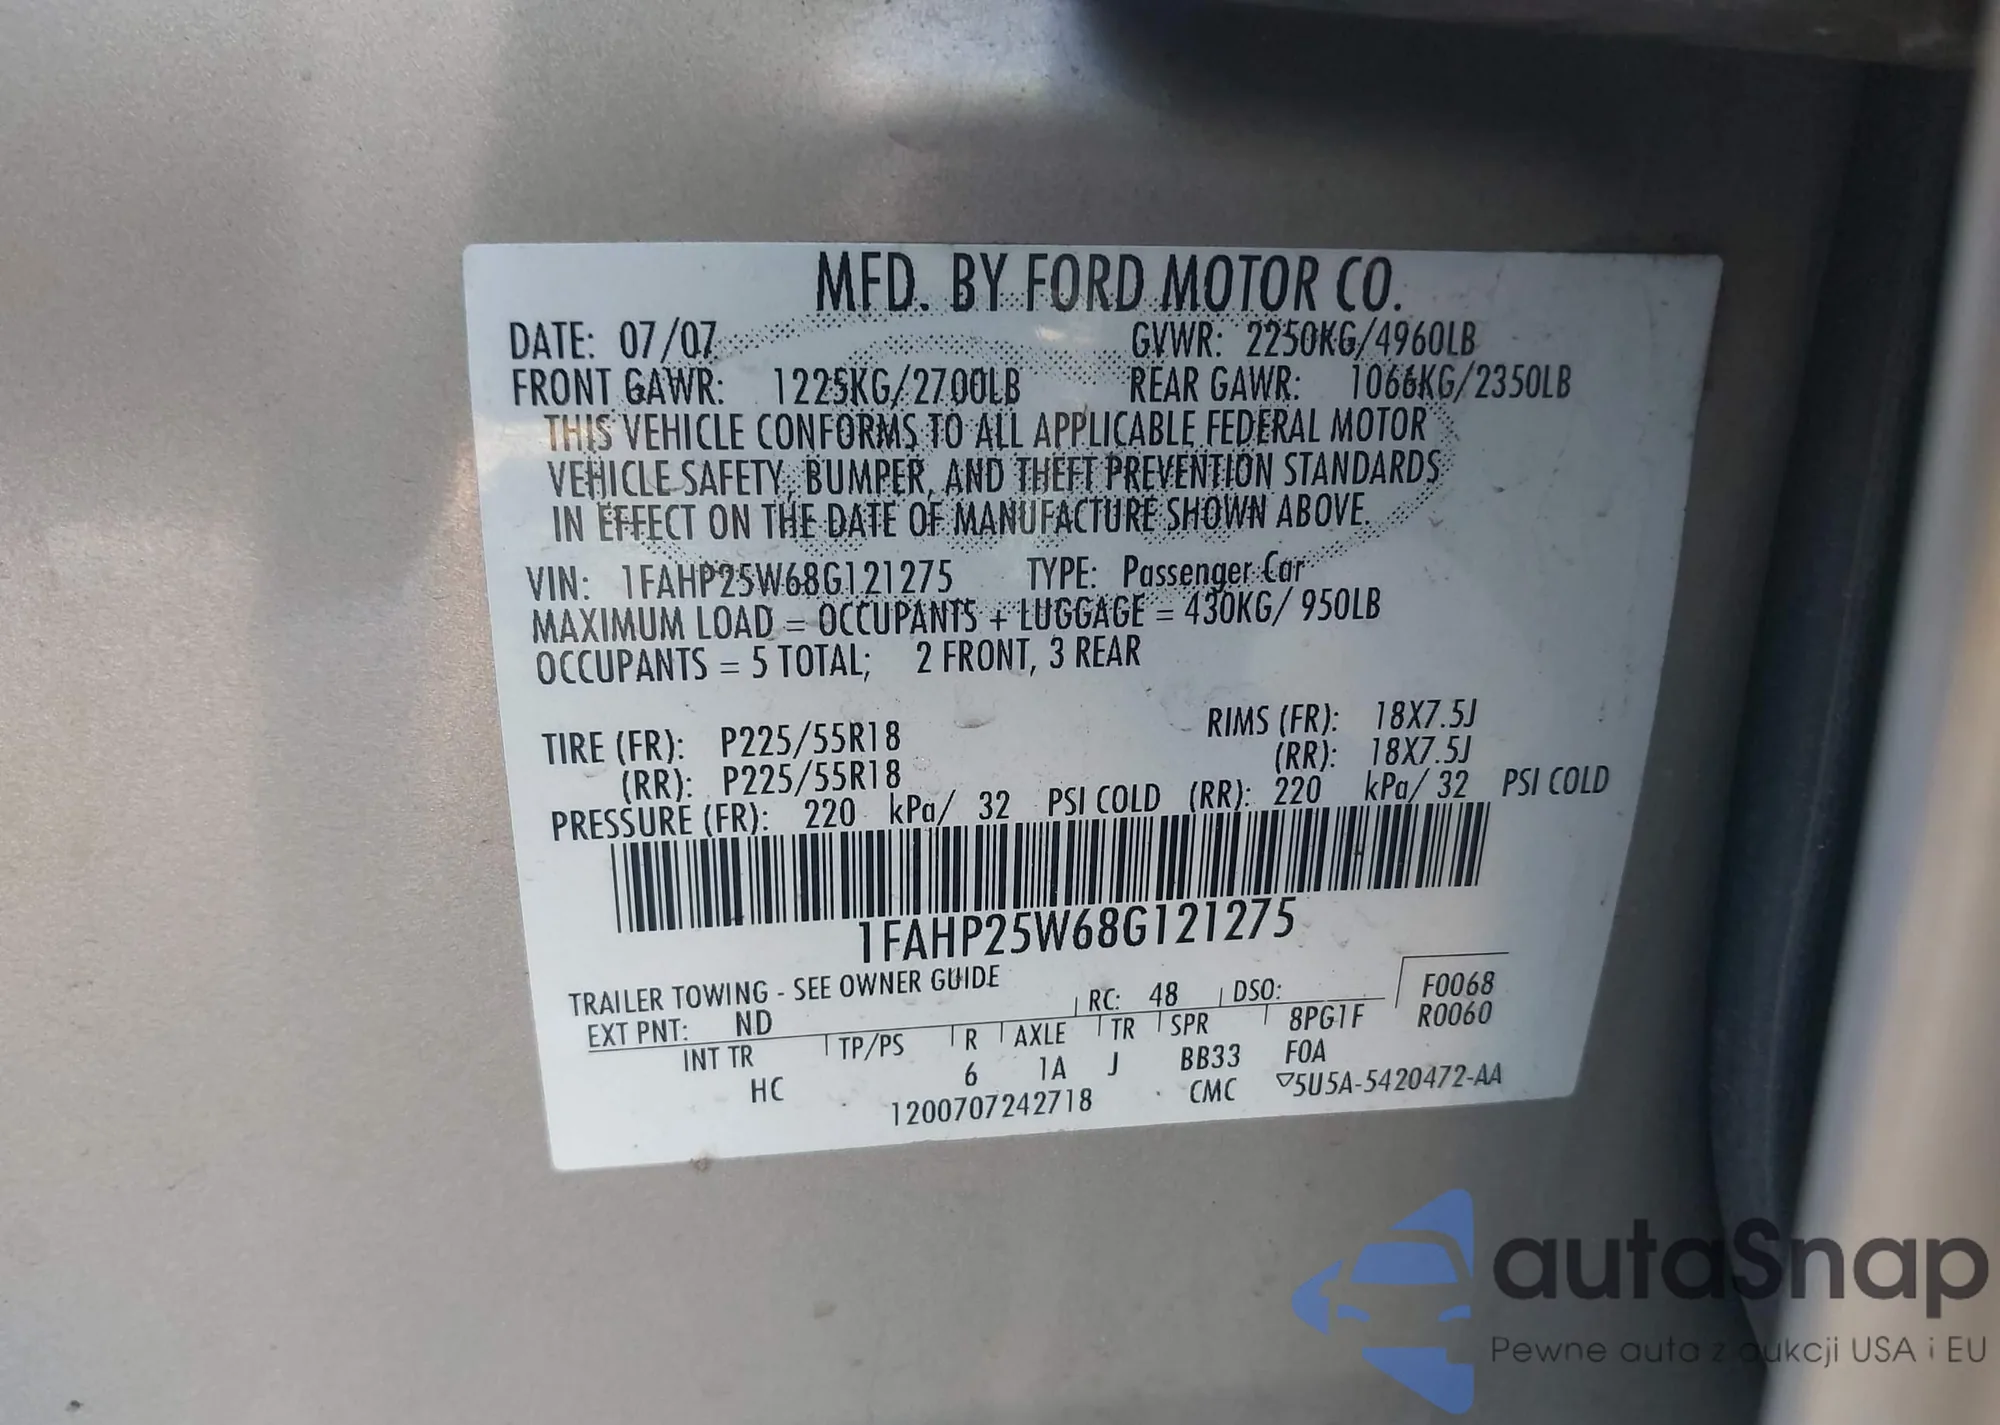 MFD. BY FORD MOTOR CO.
DATE: 07/07 GVWR: 2250KG/4960LB
FRONT GAWR: 1225KG/2700LB REAR GAWR: 1066KG/2350LB
THIS VEHICLE CONFORMS TO ALL APPLICABLE FEDERAL MOTOR
VEHICLE SAFETY, BUMPER, AND THEFT PREVENTION STANDARDS
IN EFFECT ON THE DATE OF MANUFACTURE SHOWN ABOVE.
VIN: 1FAHP25W68G121275 TYPE: Passenger Car
MAXIMUM LOAD = OCCUPANTS + LUGGAGE = 430KG/ 950LB
OCCUPANTS = 5 TOTAL; 2 FRONT, 3 REAR
TIRE (FR): P225/55R18 RIMS (FR): 18X7.5J
(RR): P225/55R18 (RR): 18X7.5J
PRESSURE (FR): 220 kPa/ 32 PSI COLD (RR): 220 kPa/ 32 PSI COLD
1FAHP25W68G121275
TRAILER TOWING - SEE OWNER GUIDE
EXT PNT: ND RC: 48 DSO: F0068
INT TR TP/PS R AXLE TR SPR 8PG1F R0060
HC 6 1A J BB33 F0A
1200707242718 CMC ▽5U5A-5420472-AA
autaSnap
Pewne auta z aukcji USA i EU